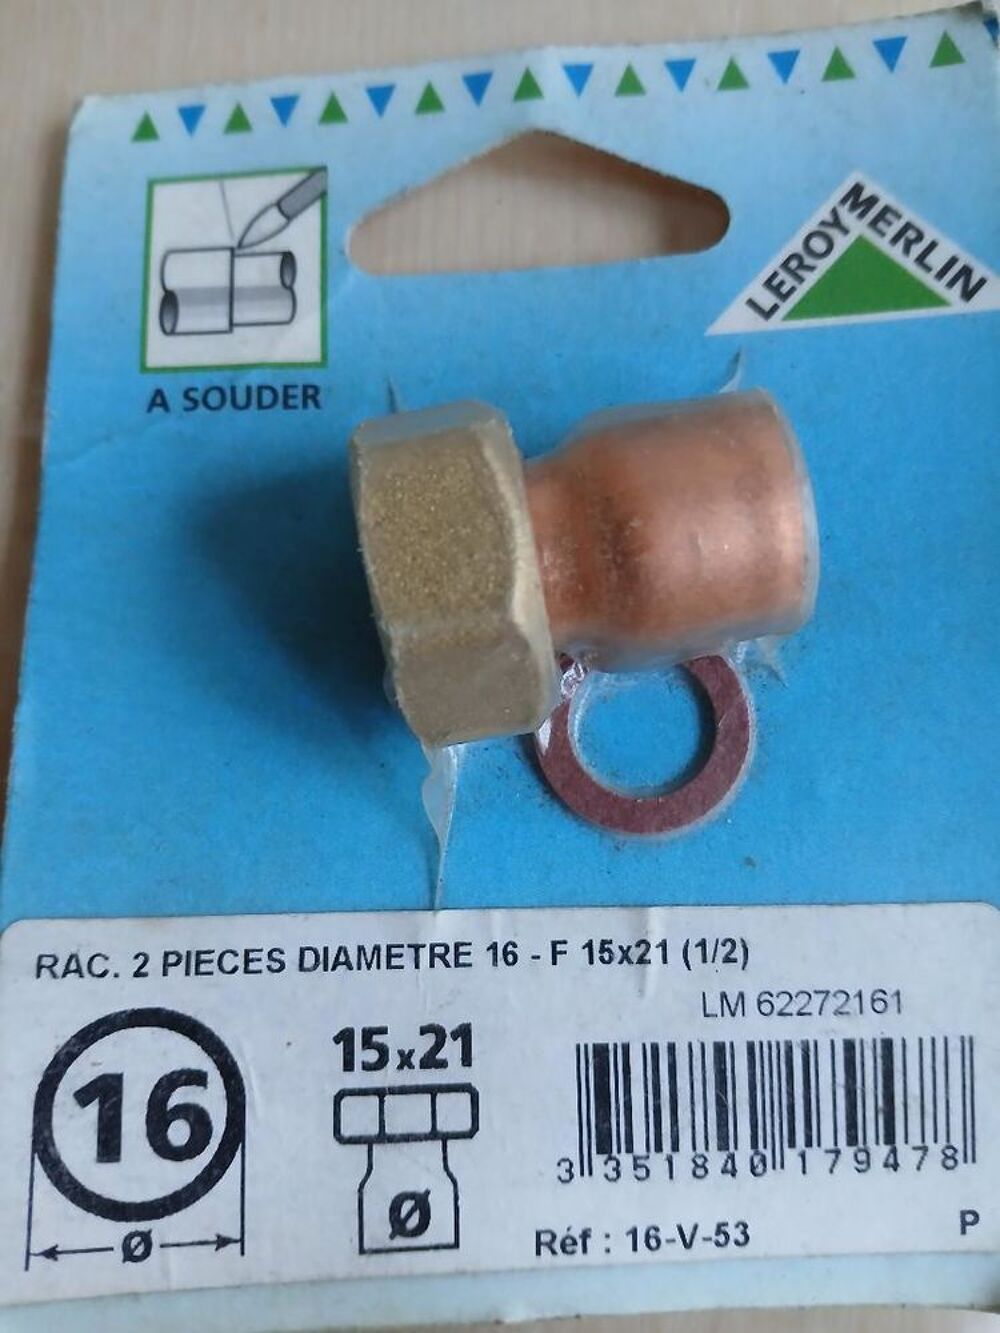 LEROY MERLIN
A SOUDER
RAC. 2 PIECES DIAMETRE 16 - F 15x21 (1/2)
LM 62272161
16
15x21
3 351840 179478
Ø
Ø
Réf : 16-V-53
P